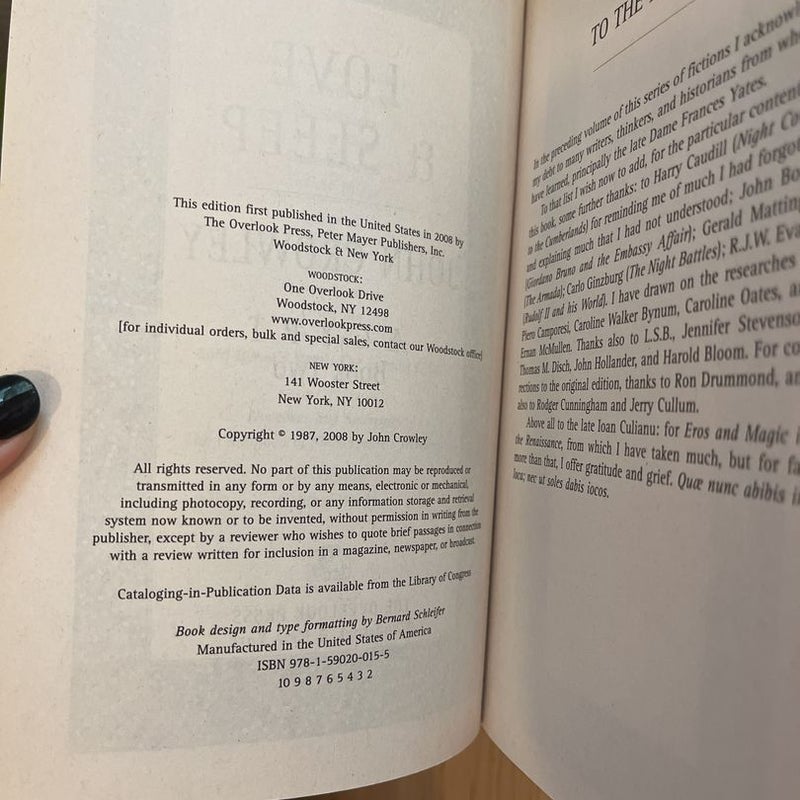 This edition first published in the United States in 2008 by
The Overlook Press, Peter Mayer Publishers, Inc.
Woodstock & New York
WOODSTOCK:
One Overlook Drive
Woodstock, NY 12498
www.overlookpress.com
[for individual orders, bulk and special sales, contact our Woodstock office]
NEW YORK:
141 Wooster Street
New York, NY 10012
Copyright © 1987, 2008 by John Crowley
All rights reserved. No part of this publication may be reproduced or
transmitted in any form or by any means, electronic or mechanical,
including photocopy, recording, or any information storage and retrieval
system now known or to be invented, without permission in writing from the
publisher, except by a reviewer who wishes to quote brief passages in connection
with a review written for inclusion in a magazine, newspaper, or broadcast.
Cataloging-in-Publication Data is available from the Library of Congress
Book design and type formatting by Bernard Schleifer
Manufactured in the United States of America
ISBN 978-1-59020-015-5
10 9 8 7 6 5 4 3 2
TO THE
In the preceding volume of this series of fictions I
my debt to many writers, thinkers, and historians from
have learned, principally the late Dame Frances Yates.
To that list I wish now to add, for the particular
this book, some further thanks: to Harry Caudill (Night
to the Cumberlands) for reminding me of much I had
and explaining much that I had not understood; John
(Giordano Bruno and the Embassy Affair); Gerald
(The Armada); Carlo Ginzburg (The Night Battles); R.J.W.
(Rudolf II and his World). I have drawn on the researches
Piero Camporesi, Caroline Walker Bynum, Caroline Oates,
Ernan McMullen. Thanks also to L.S.B., Jennifer
Thomas M. Disch, John Hollander, and Harold Bloom. For
rections to the original edition, thanks to Ron Drummond,
also to Rodger Cunningham and Jerry Cullum.
Above all to the late Ioan Culianu: for Eros and Magic
the Renaissance, from which I have taken much, but for
more than that, I offer gratitude and grief. Quæ nunc abibis
loca; nec ut soles dabis iocos.